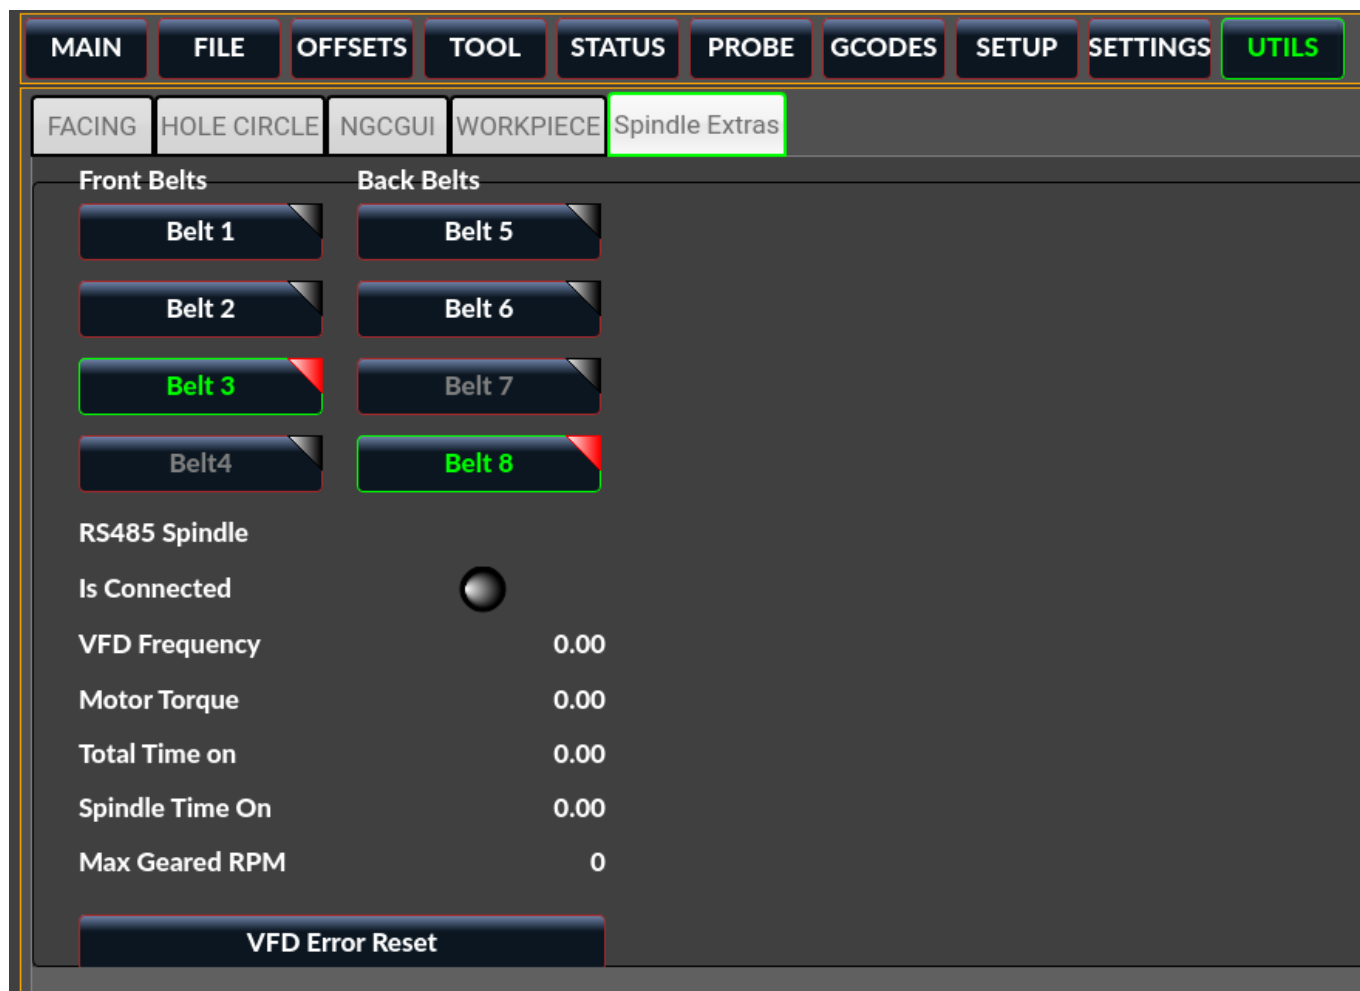 MAIN FILE OFFSETS TOOL STATUS PROBE GCODES SETUP SETTINGS UTILS
FACING HOLE CIRCLE NGCGUI WORKPIECE Spindle Extras
Front Belts Back Belts
Belt 1 Belt 5
Belt 2 Belt 6
Belt 3 Belt 7
Belt4 Belt 8
RS485 Spindle
Is Connected
VFD Frequency 0.00
Motor Torque 0.00
Total Time on 0.00
Spindle Time On 0.00
Max Geared RPM 0
VFD Error Reset